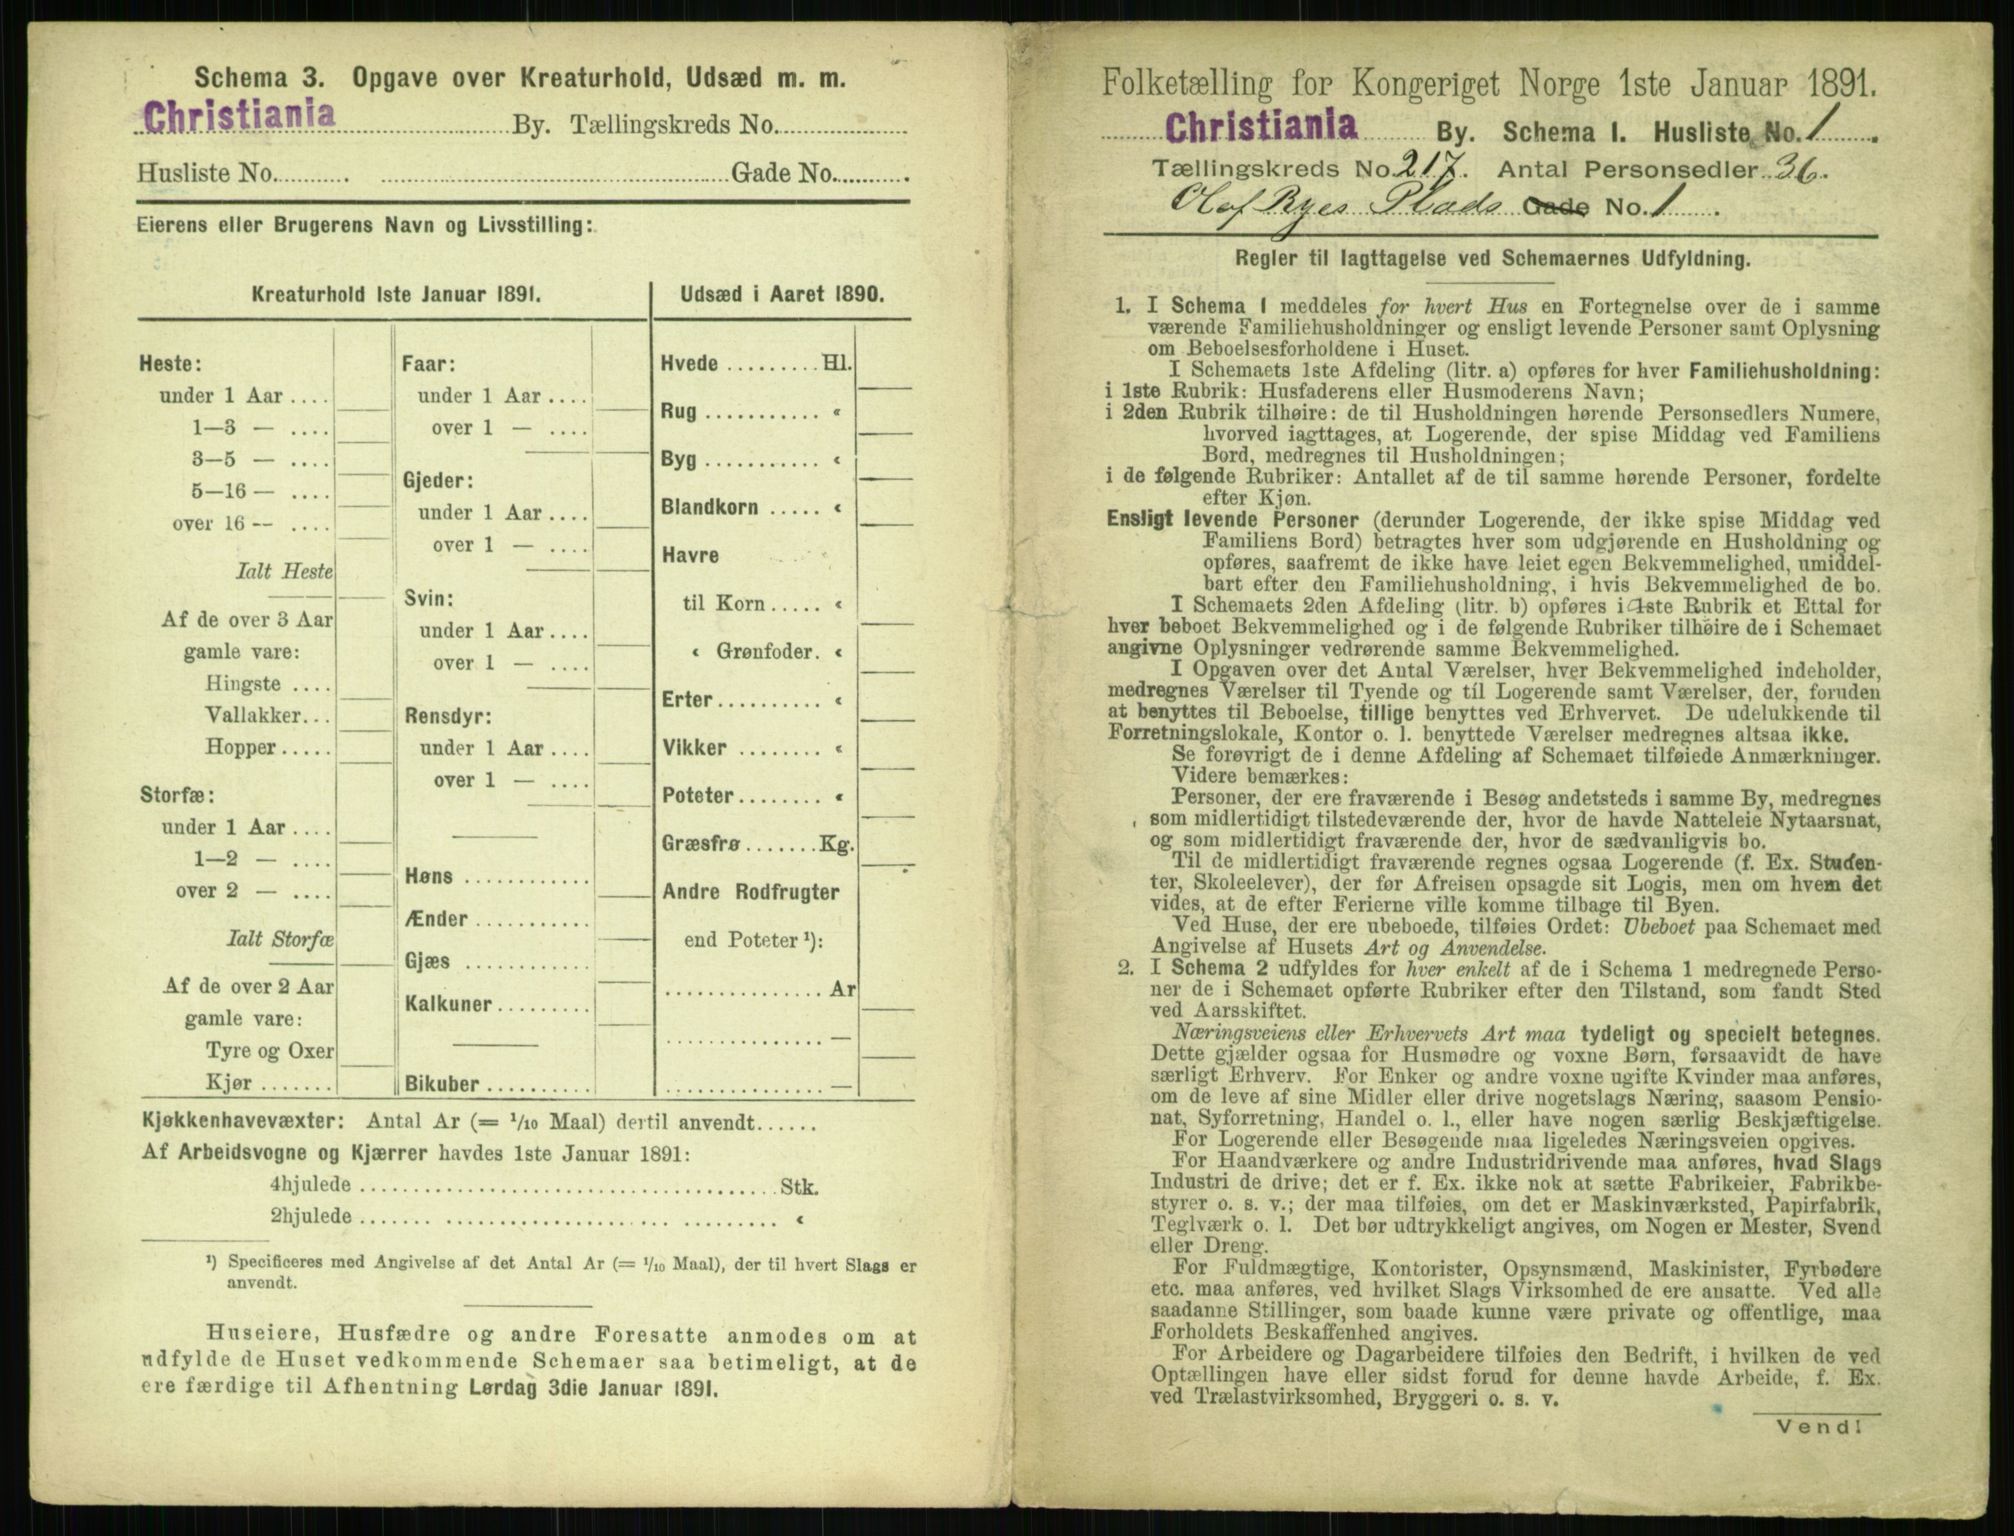 Schema 3. Opgave over Kreaturhold, Udsæd m. m.
Christiania By. Tællingskreds No.
Husliste No. Gade No.
Eierens eller Brugerens Navn og Livsstilling:
Kreaturhold 1ste Januar 1891.
Heste:
under 1 Aar ....
1—3 — ....
3—5 — ....
5—16 — ....
over 16 — ....
Ialt Heste
Af de over 3 Aar
gamle vare:
Hingste ....
Vallakker...
Hopper.....
Storfæ:
under 1 Aar ....
1—2 — ....
over 2 — ....
Ialt Storfæ
Af de over 2 Aar
gamle vare:
Tyre og Oxer
Kjør .......
Faar:
under 1 Aar ....
over 1 — ....
Gjeder:
under 1 Aar ....
over 1 — ....
Svin:
under 1 Aar ....
over 1 — ....
Rensdyr:
under 1 Aar ....
over 1 — ....
Høns ............
Ænder ...........
Gjæs ............
Kalkuner.........
Bikuber ..........
Udsæd i Aaret 1890.
Hvede ......... Hl.
Rug ........... «
Byg ........... «
Blandkorn ..... «
Havre
til Korn ..... «
« Grønfoder. «
Erter .......... «
Vikker ........ «
Poteter ........ «
Græsfrø ....... Kg.
Andre Rodfrugter
end Poteter ¹):
............... Ar
............... —
............... —
Kjøkkenhavevæxter: Antal Ar (= 1/10 Maal) dertil anvendt......
Af Arbeidsvogne og Kjærrer havdes 1ste Januar 1891:
4hjulede ........................................ Stk.
2hjulede ........................................ «
¹) Specificeres med Angivelse af det Antal Ar (= 1/10 Maal), der til hvert Slags er
anvendt.
Huseiere, Husfædre og andre Foresatte anmodes om at
udfylde de Huset vedkommende Schemaer saa betimeligt, at de
ere færdige til Afhentning Lørdag 3die Januar 1891.
Folketælling for Kongeriget Norge 1ste Januar 1891.
Christiania By. Schema 1. Husliste No. 1
Tællingskreds No. 217. Antal Personsedler 36.
Olaf Ryes Plads Gade No. 1
Regler til Iagttagelse ved Schemaernes Udfyldning.
1. I Schema 1 meddeles for hvert Hus en Fortegnelse over de i samme
værende Familiehusholdninger og ensligt levende Personer samt Oplysning
om Beboelsesforholdene i Huset.
I Schemaets 1ste Afdeling (litr. a) opføres for hver Familiehusholdning:
i 1ste Rubrik: Husfaderens eller Husmoderens Navn;
i 2den Rubrik tilhøire: de til Husholdningen hørende Personsedlers Numere,
hvorved iagttages, at Logerende, der spise Middag ved Familiens
Bord, medregnes til Husholdningen;
i de følgende Rubriker: Antallet af de til samme hørende Personer, fordelte
efter Kjøn.
Ensligt levende Personer (derunder Logerende, der ikke spise Middag ved
Familiens Bord) betragtes hver som udgjørende en Husholdning og
opføres, saafremt de ikke have leiet egen Bekvemmelighed, umiddel-
bart efter den Familiehusholdning, i hvis Bekvemmelighed de bo.
I Schemaets 2den Afdeling (litr. b) opføres i 1ste Rubrik et Ettal for
hver beboet Bekvemmelighed og i de følgende Rubriker tilhøire de i Schemaet
angivne Oplysninger vedrørende samme Bekvemmelighed.
I Opgaven over det Antal Værelser, hver Bekvemmelighed indeholder,
medregnes Værelser til Tyende og til Logerende samt Værelser, der, foruden
at benyttes til Beboelse, tillige benyttes ved Erhvervet. De udelukkende til
Forretningslokale, Kontor o. l. benyttede Værelser medregnes altsaa ikke.
Se forøvrigt de i denne Afdeling af Schemaet tilføiede Anmærkninger.
Videre bemærkes:
Personer, der ere fraværende i Besøg andetsteds i samme By, medregnes
som midlertidigt tilstedeværende der, hvor de havde Natteleie Nytaarsnat,
og som midlertidigt fraværende der, hvor de sædvanligvis bo.
Til de midlertidigt fraværende regnes ogsaa Logerende (f. Ex. Studen-
ter, Skoleelever), der før Afreisen opsagde sit Logis, men om hvem det
vides, at de efter Ferierne ville komme tilbage til Byen.
Ved Huse, der ere ubeboede, tilføies Ordet: Ubeboet paa Schemaet med
Angivelse af Husets Art og Anvendelse.
2. I Schema 2 udfyldes for hver enkelt af de i Schema 1 medregnede Perso-
ner de i Schemaet opførte Rubriker efter den Tilstand, som fandt Sted
ved Aarsskiftet.
Næringsveiens eller Erhvervets Art maa tydeligt og specielt betegnes.
Dette gjælder ogsaa for Husmødre og voxne Børn, forsaavidt de have
særligt Erhverv. For Enker og andre voxne ugifte Kvinder maa anføres,
om de leve af sine Midler eller drive nogetslags Næring, saasom Pensio-
nat, Syforretning, Handel o. l., eller have nogen særlig Beskjæftigelse.
For Logerende eller Besøgende maa ligeledes Næringsveien opgives.
For Haandværkere og andre Industridrivende maa anføres, hvad Slags
Industri de drive; det er f. Ex. ikke nok at sætte Fabrikeier, Fabrikbe-
styrer o. s. v.; der maa tilføies, om det er Maskinværksted, Papirfabrik,
Teglværk o. l. Det bør udtrykkeligt angives, om Nogen er Mester, Svend
eller Dreng.
For Fuldmægtige, Kontorister, Opsynsmænd, Maskinister, Fyrbødere
etc. maa anføres, ved hvilket Slags Virksomhed de ere ansatte. Ved alle
saadanne Stillinger, som baade kunne være private og offentlige, maa
Forholdets Beskaffenhed angives.
For Arbeidere og Dagarbeidere tilføies den Bedrift, i hvilken de ved
Optællingen have eller sidst forud for denne havde Arbeide, f. Ex.
ved Trælastvirksomhed, Bryggeri o. s. v.
Vend!